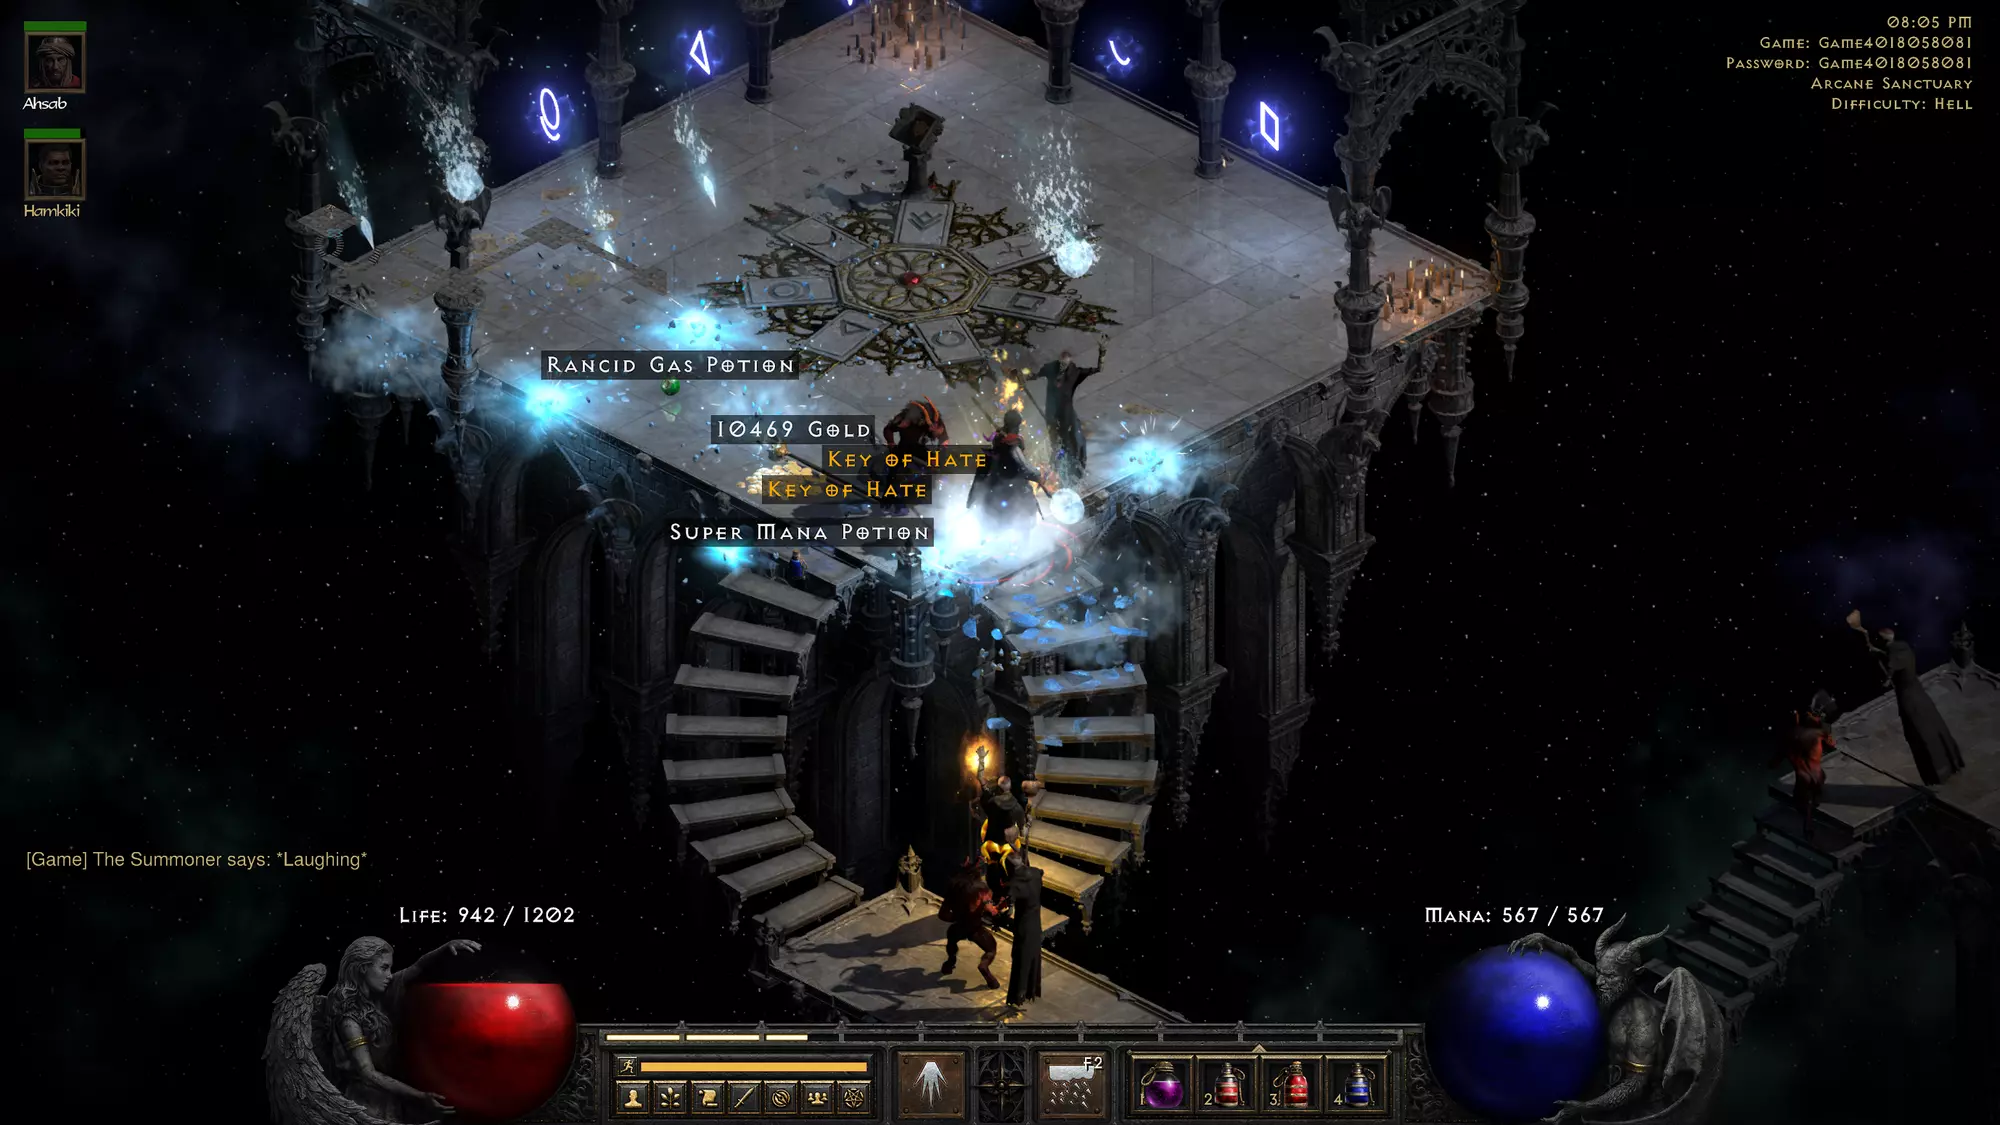 08:05 PM
Game: Game4018058081
Password: Game4018058081
Arcane Sanctuary
Difficulty: Hell
Ahsab
Hamkiki
Rancid Gas Potion
10469 Gold
Key of Hate
Key of Hate
Super Mana Potion
[Game] The Summoner says: *Laughing*
Life: 942 / 1202
Mana: 567 / 567
F2
1
2
3
4